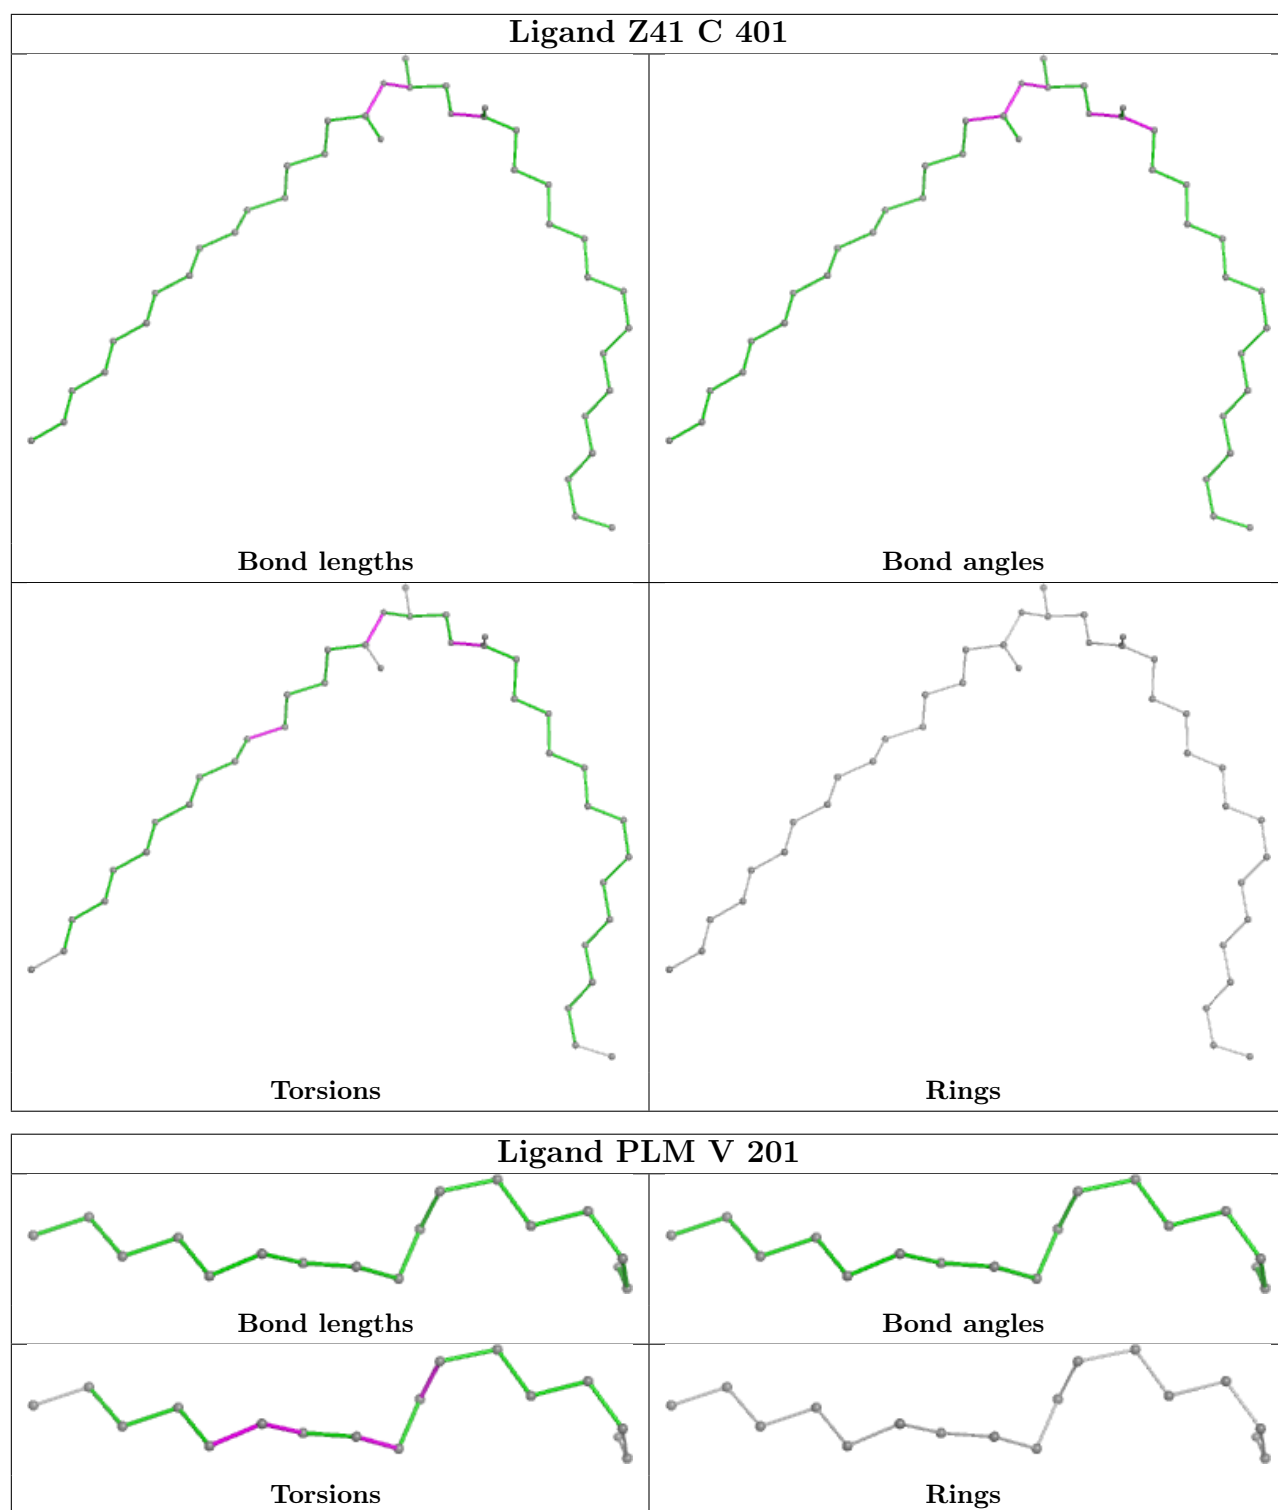 Ligand Z41 C 401
Bond lengths
Bond angles
Torsions
Rings
Ligand PLM V 201
Bond lengths
Bond angles
Torsions
Rings